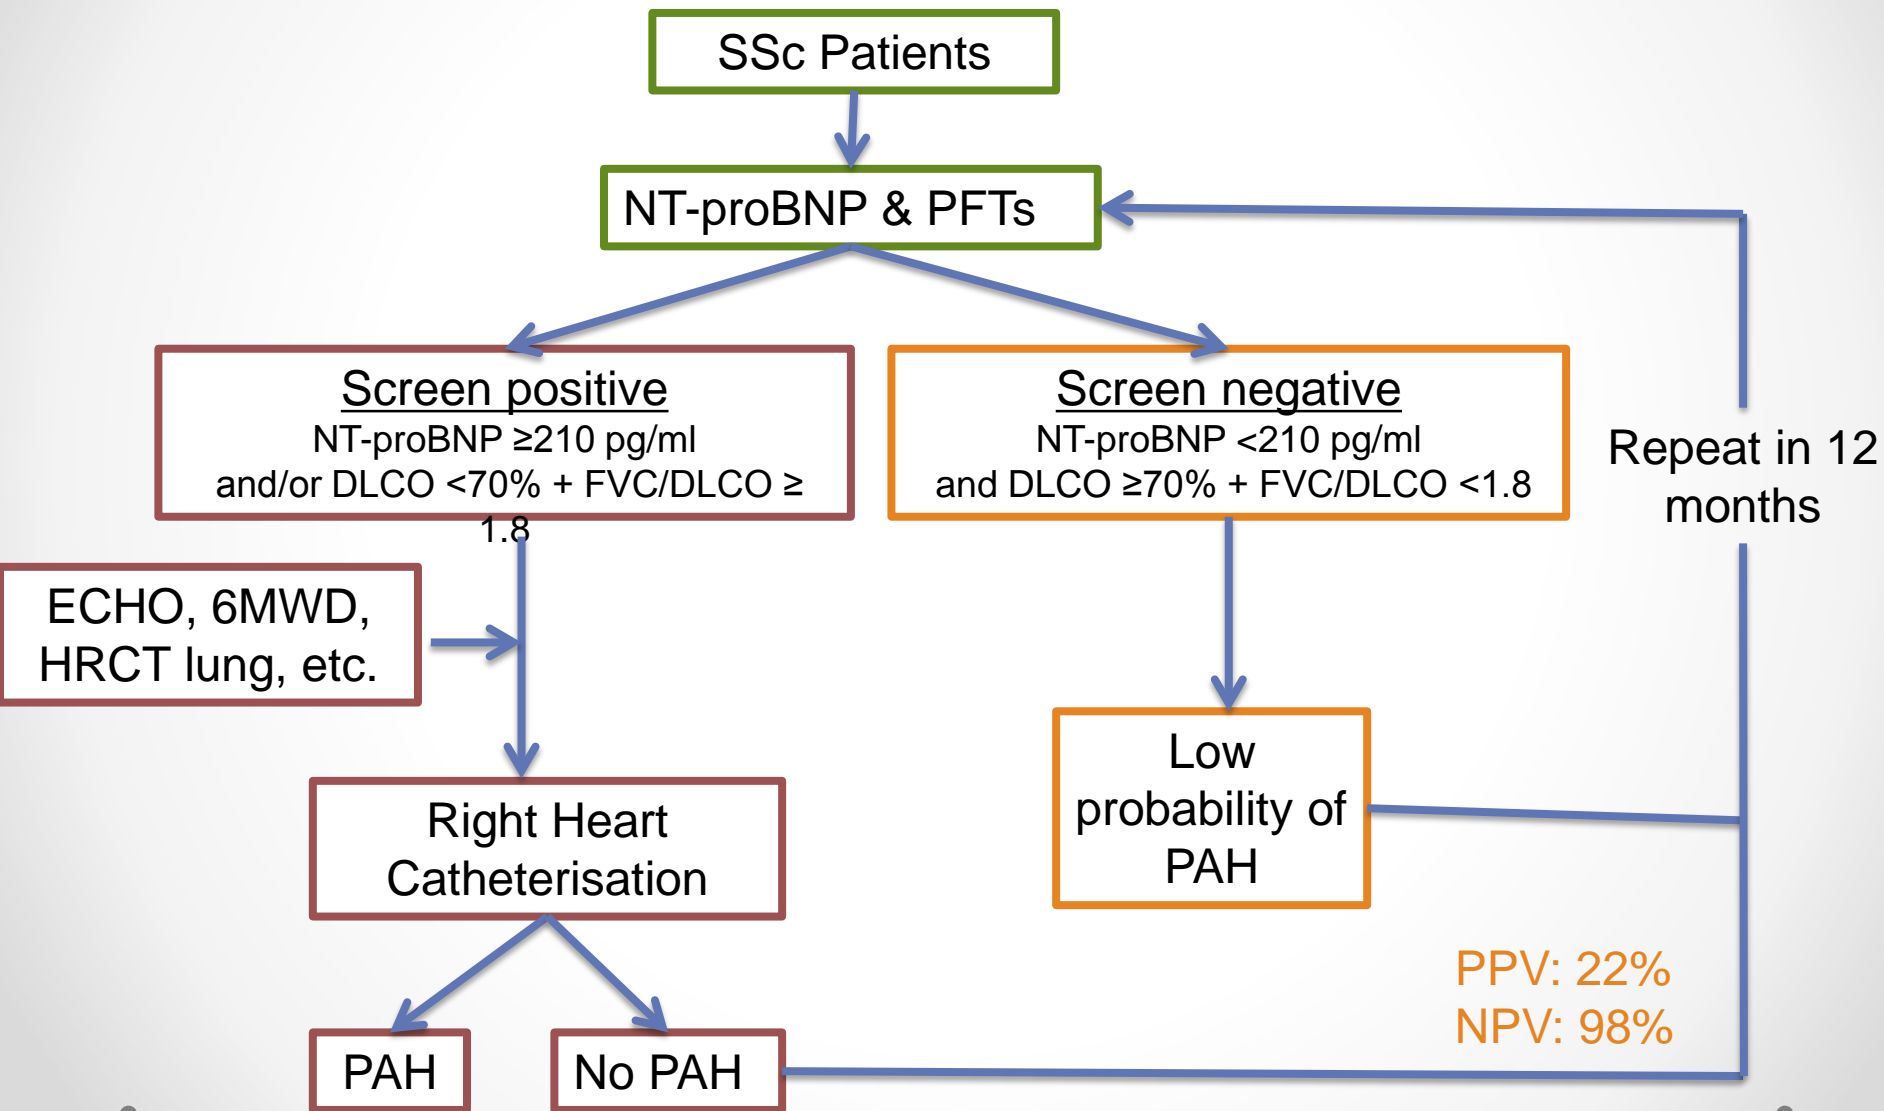 SSc Patients
NT-proBNP & PFTs
Screen positive
NT-proBNP ≥210 pg/ml
and/or DLCO <70% + FVC/DLCO ≥
1.8
Screen negative
NT-proBNP <210 pg/ml
and DLCO ≥70% + FVC/DLCO <1.8
Repeat in 12
months
ECHO, 6MWD,
HRCT lung, etc.
Right Heart
Catheterisation
Low
probability of
PAH
PPV: 22%
NPV: 98%
PAH
No PAH